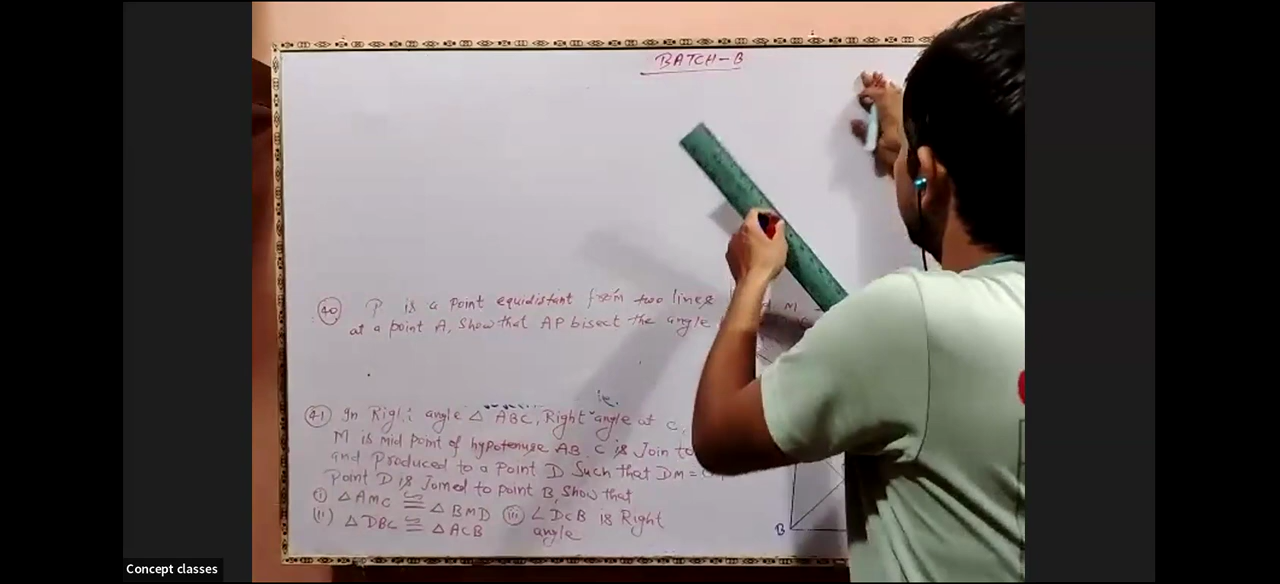 BATCH-B
40 P is a point equidistant from two lines M
at a point A, Show that AP bisect the angle
ie.
41 In Right angle △ ABC, Right angle at C,
M is mid point of hypotenuse AB. C is Join to
and Produced to a Point D Such that DM =
Point D is Joined to point B, Show that
(i) △AMC ≅ △BMD
(ii) △DBC ≅ △ACB (iii) ∠DCB is Right
angle
B
Concept classes